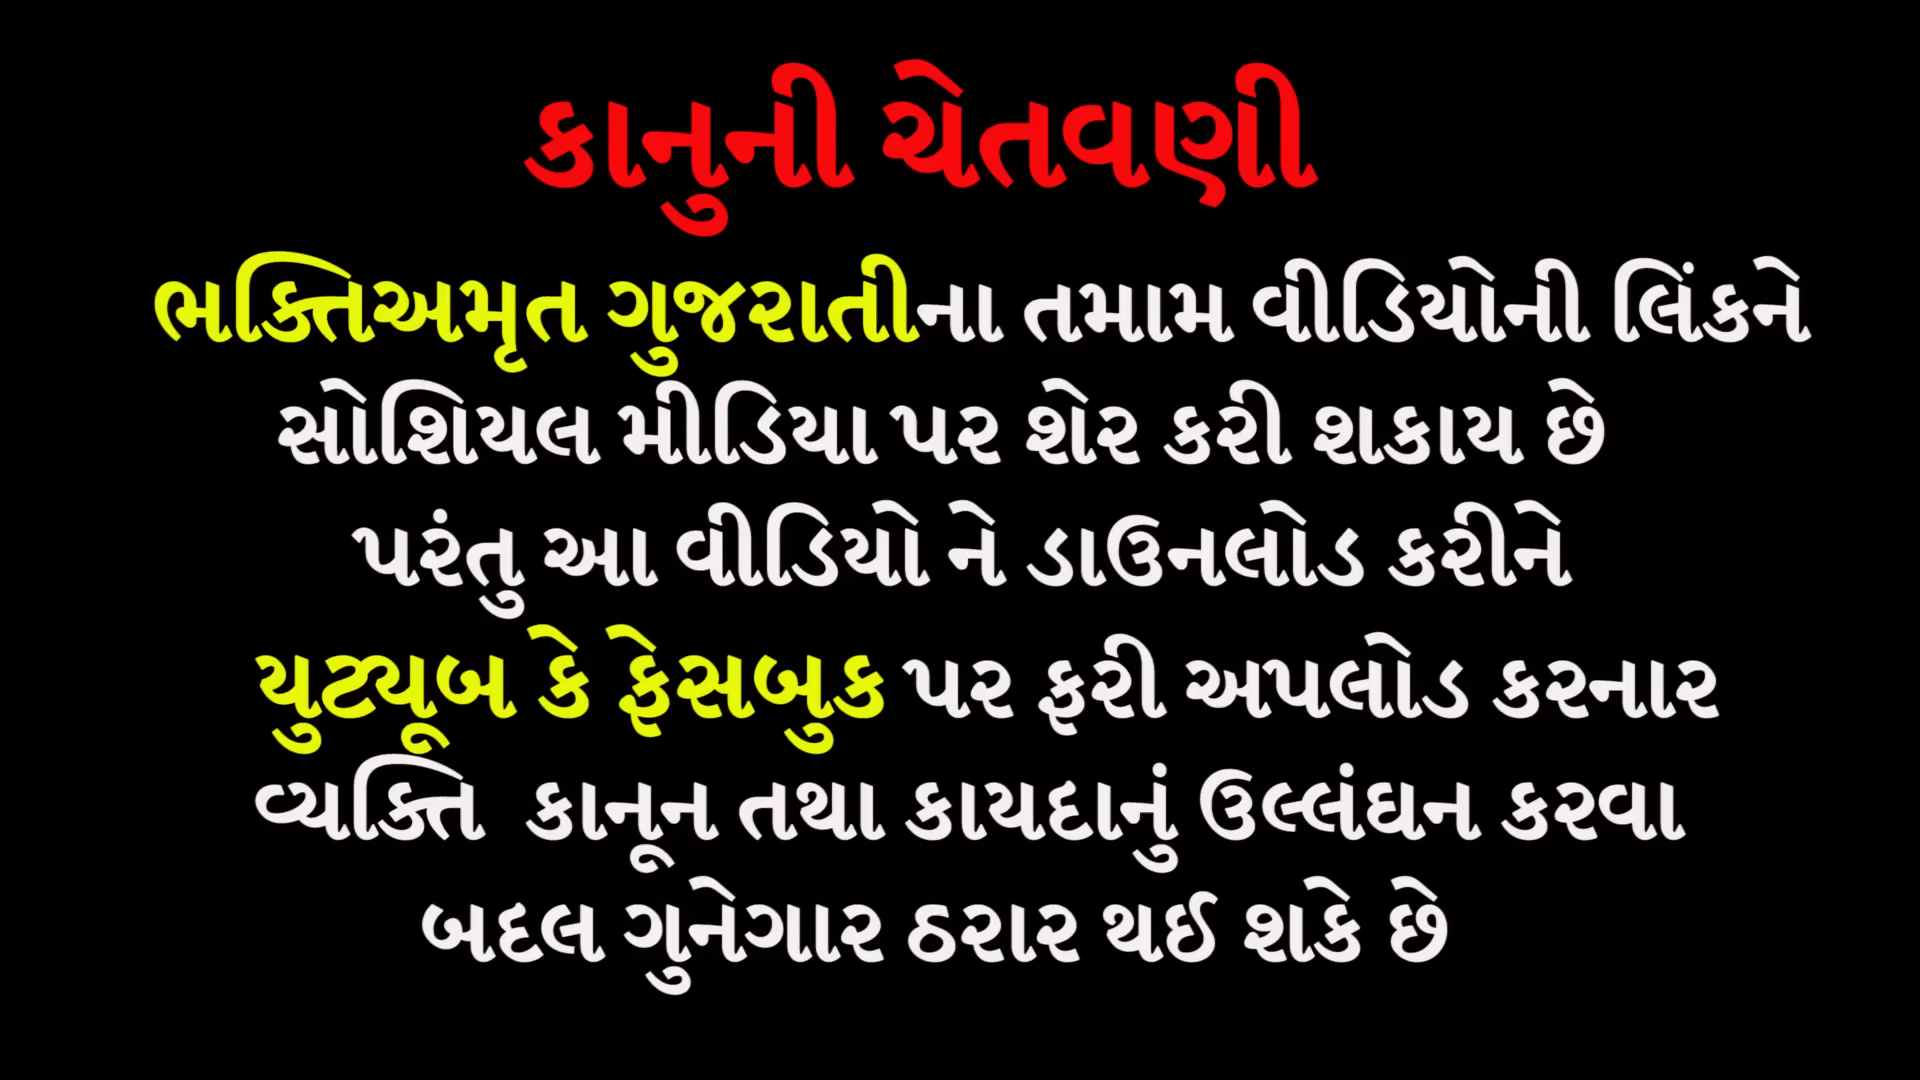 કાનુની ચેતવણી
ભક્તિઅમૃત ગુજરાતીના તમામ વીડિયોની લિંકને
સોશિયલ મીડિયા પર શેર કરી શકાય છે
પરંતુ આ વીડિયો ને ડાઉનલોડ કરીને
યુટ્યૂબ કે ફેસબુક પર ફરી અપલોડ કરનાર
વ્યક્તિ  કાનૂન તથા કાયદાનું ઉલ્લંઘન કરવા
બદલ ગુનેગાર ઠરાર થઈ શકે છે